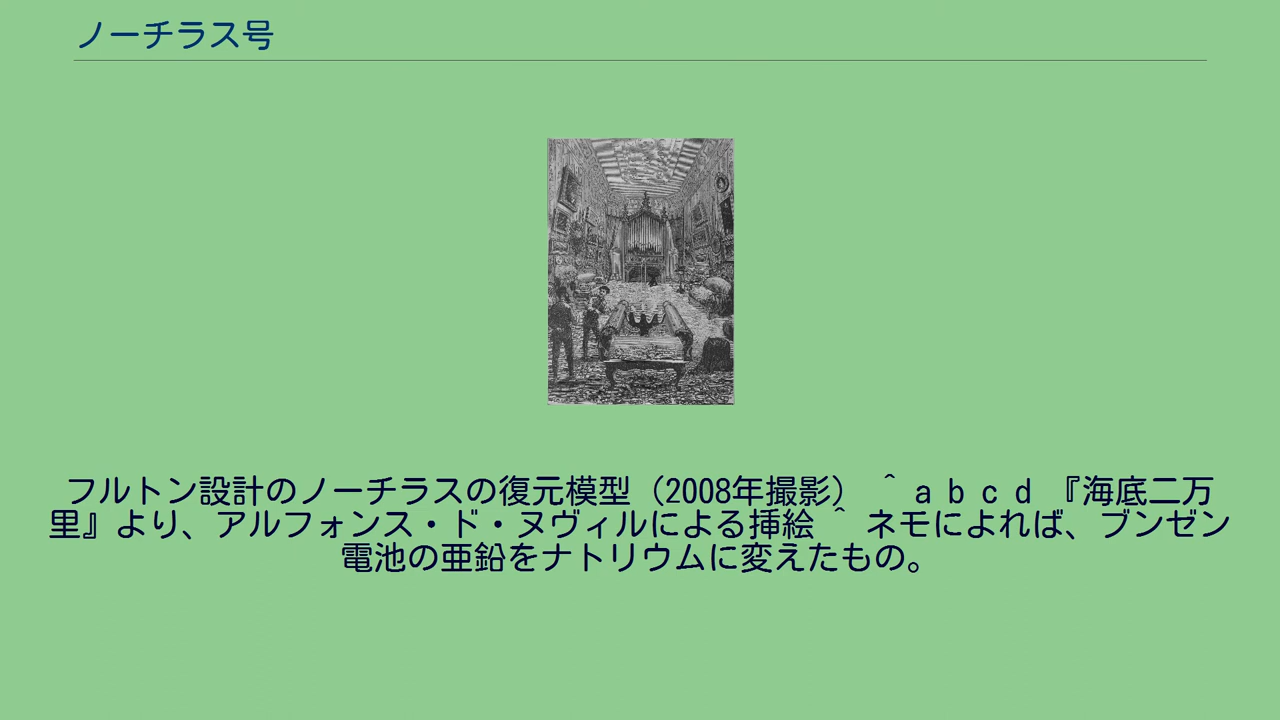 ノーチラス号
フルトン設計のノーチラスの復元模型（2008年撮影） ＾ ａ ｂ ｃ ｄ 『海底二万
里』より、アルフォンス・ド・ヌヴィルによる挿絵 ＾ ネモによれば、ブンゼン
電池の亜鉛をナトリウムに変えたもの。